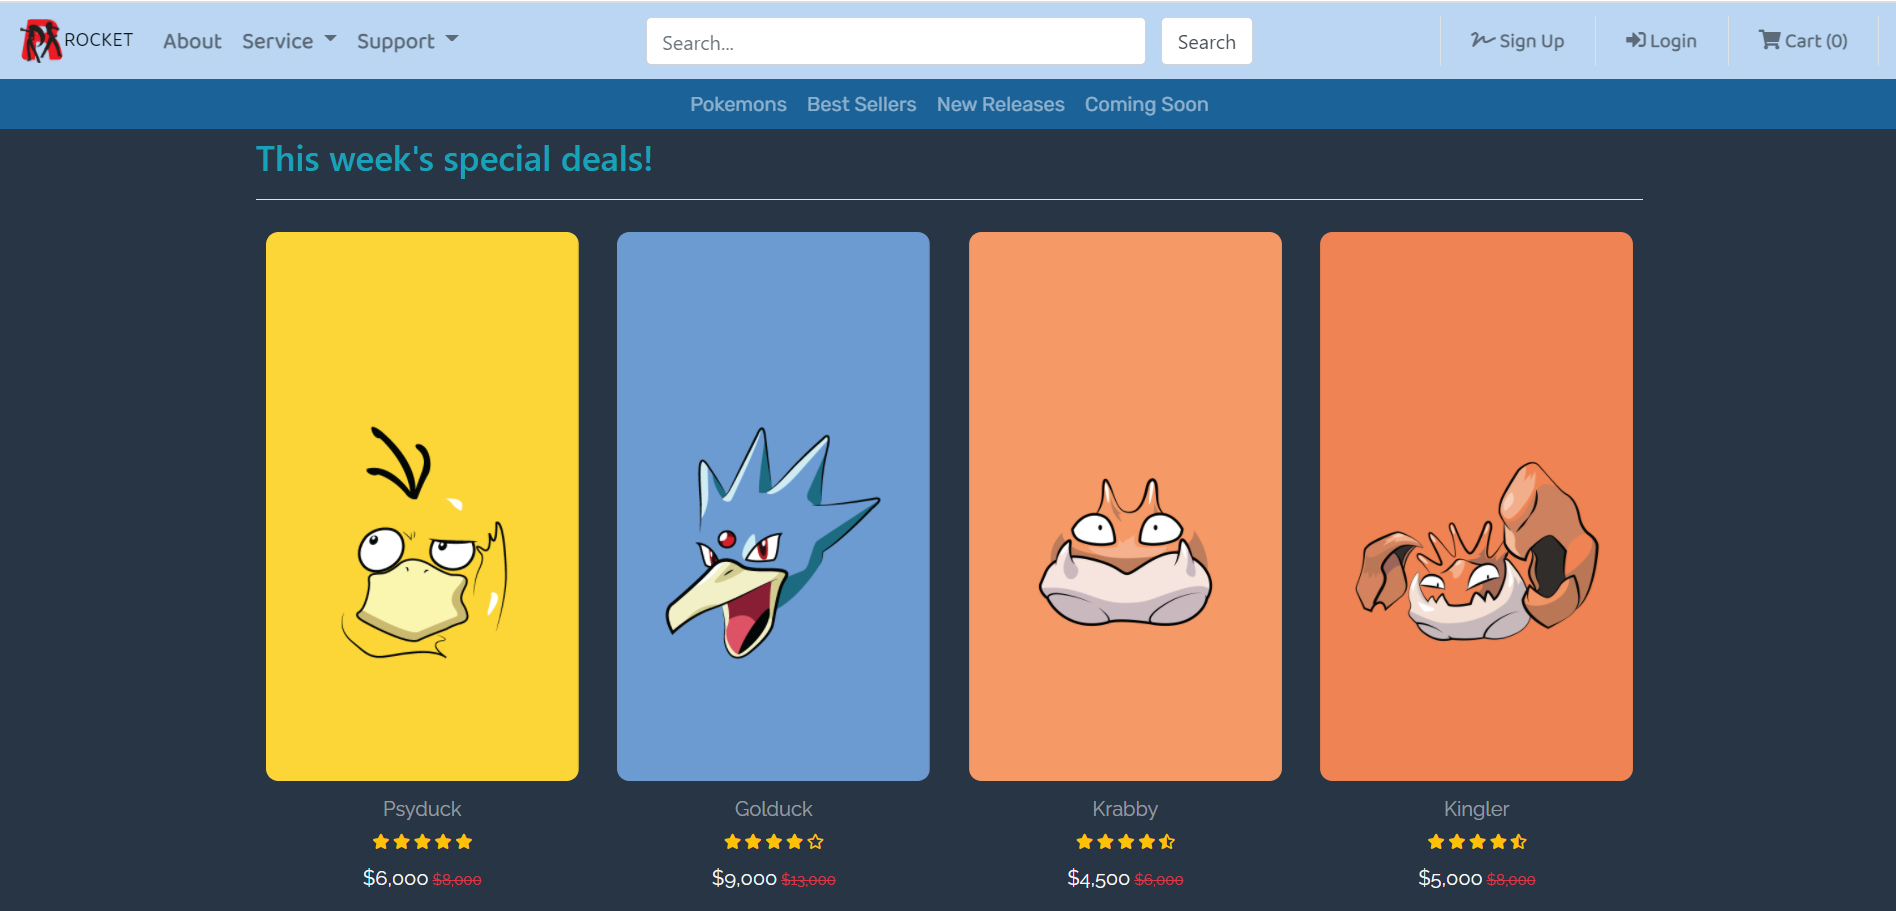 ROCKET About Service Support Search... Search Sign Up Login Cart (0)
Pokemons Best Sellers New Releases Coming Soon
This week's special deals!
Psyduck Golduck Krabby Kingler
$6,000 $8,000 $9,000 $13,000 $4,500 $6,000 $5,000 $8,000